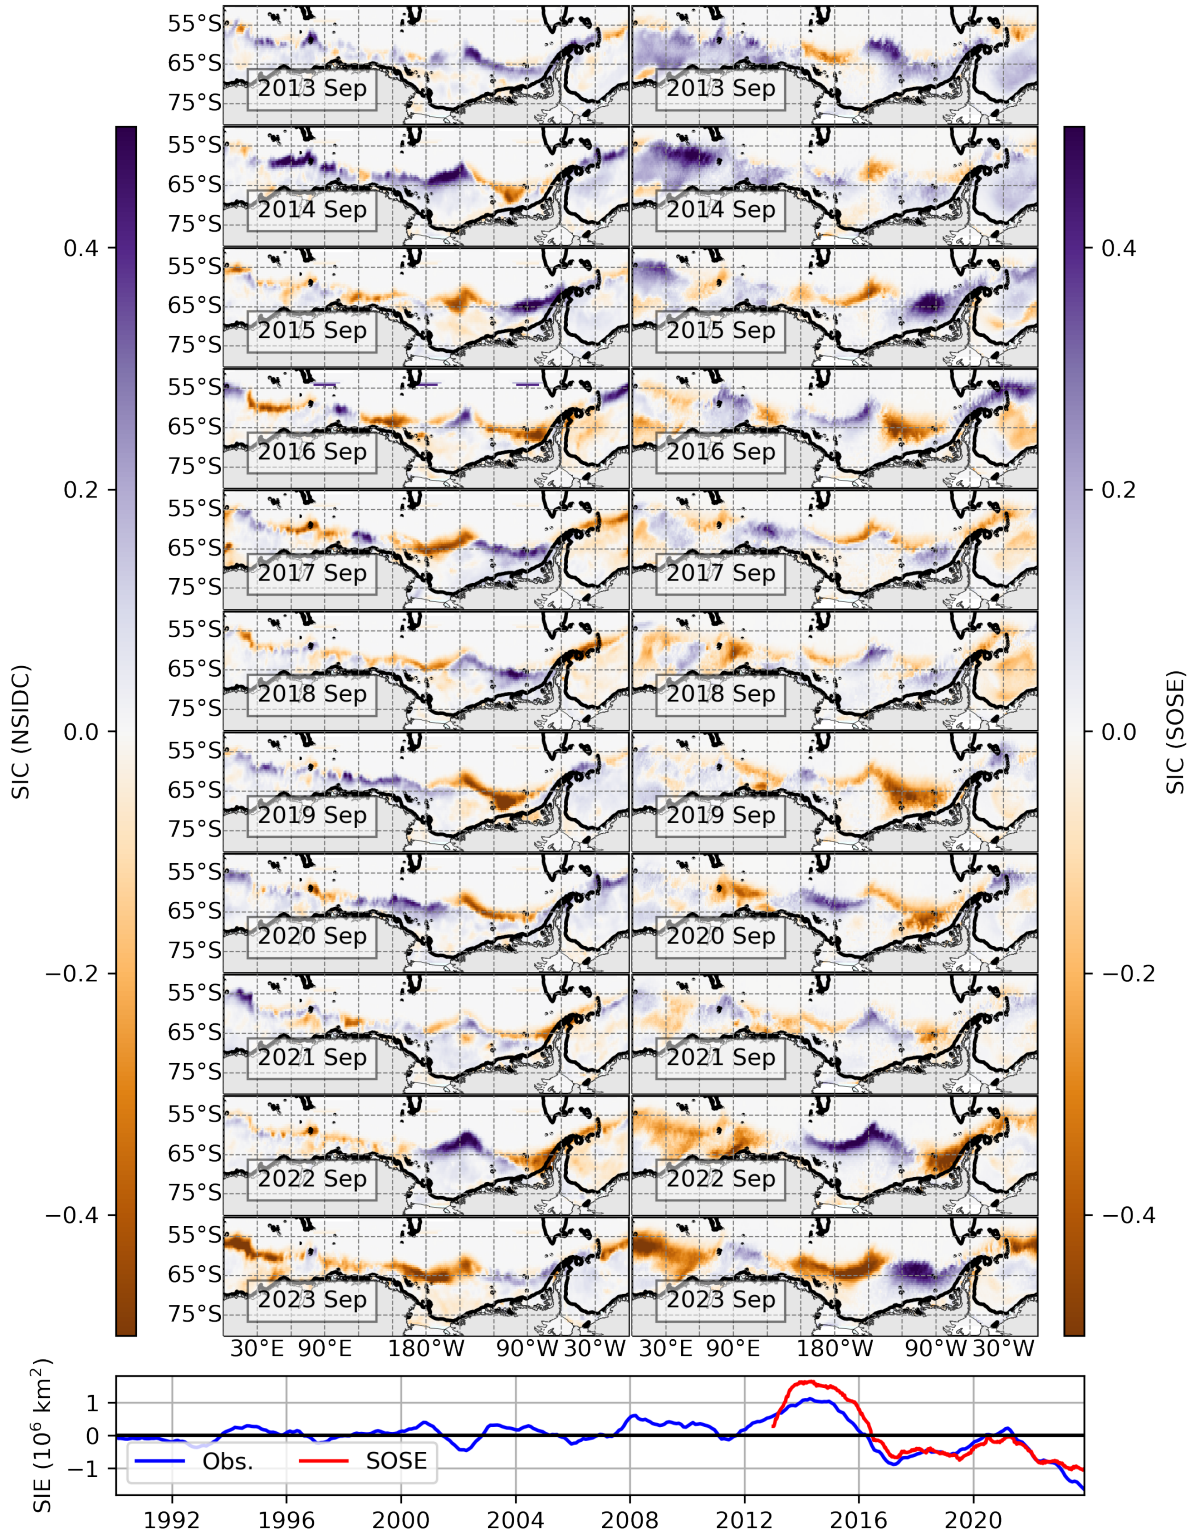 55°S
65°S
75°S
2013 Sep
2013 Sep
55°S
65°S
75°S
2014 Sep
2014 Sep
55°S
65°S
75°S
2015 Sep
2015 Sep
55°S
65°S
75°S
2016 Sep
2016 Sep
55°S
65°S
75°S
2017 Sep
2017 Sep
55°S
65°S
75°S
2018 Sep
2018 Sep
55°S
65°S
75°S
2019 Sep
2019 Sep
55°S
65°S
75°S
2020 Sep
2020 Sep
55°S
65°S
75°S
2021 Sep
2021 Sep
55°S
65°S
75°S
2022 Sep
2022 Sep
55°S
65°S
75°S
2023 Sep
2023 Sep
30°E 90°E 180°W 90°W 30°W
30°E 90°E 180°W 90°W 30°W
SIC (NSIDC)
0.4
0.2
0.0
−0.2
−0.4
SIC (SOSE)
0.4
0.2
0.0
−0.2
−0.4
SIE (10⁶ km²)
1
0
−1
Obs. SOSE
1992 1996 2000 2004 2008 2012 2016 2020